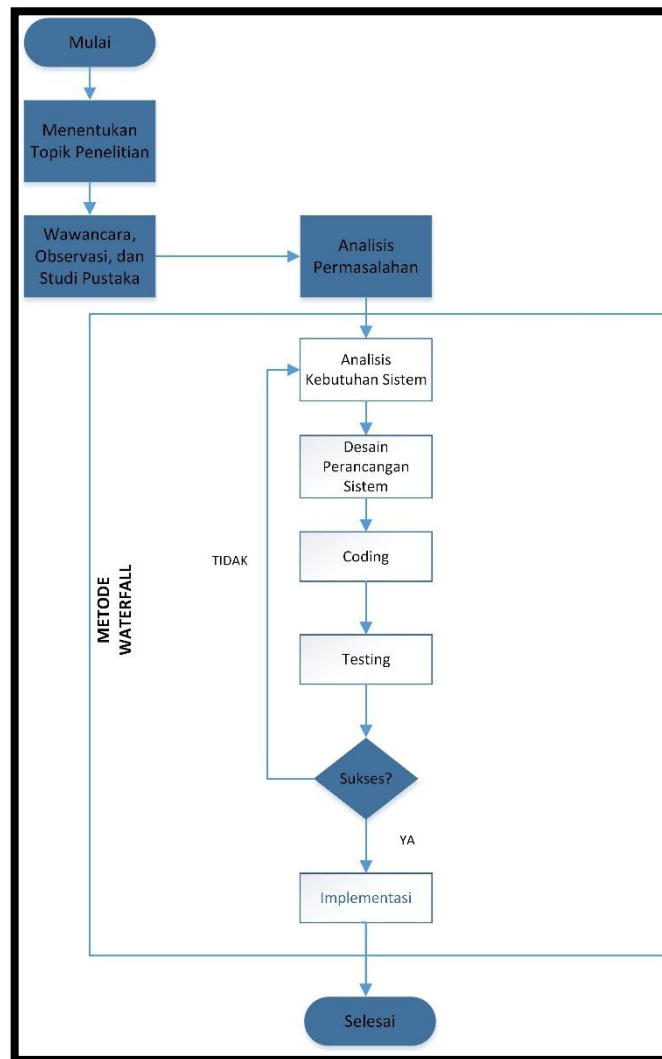 Mulai
Menentukan
Topik Penelitian
Wawancara,
Observasi, dan
Studi Pustaka
Analisis
Permasalahan
Analisis
Kebutuhan Sistem
Desain
Perancangan
Sistem
Coding
TIDAK
METODE
WATERFALL
Testing
Sukses?
YA
Implementasi
Selesai